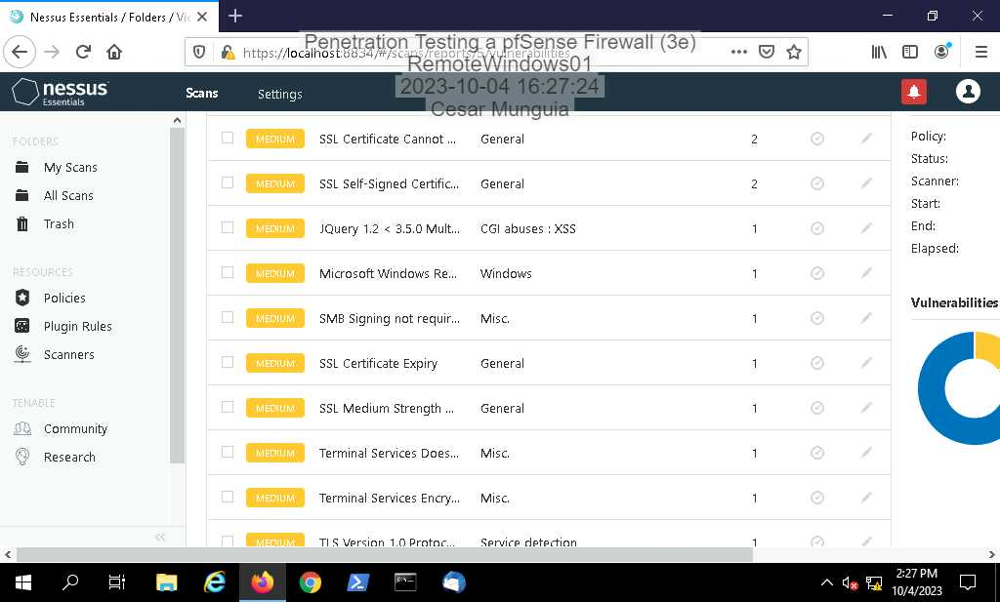 Nessus Essentials / Folders / Vi
https://localhost:8834/#/scans/reports/5/vulnerabilities
Penetration Testing a pfSense Firewall (3e)
RemoteWindows01
2023-10-04 16:27:24
Cesar Munguia
nessus
Essentials
Scans
Settings
FOLDERS
My Scans
All Scans
Trash
RESOURCES
Policies
Plugin Rules
Scanners
TENABLE
Community
Research
MEDIUM SSL Certificate Cannot ... General 2
MEDIUM SSL Self-Signed Certific... General 2
MEDIUM JQuery 1.2 < 3.5.0 Mult... CGI abuses : XSS 1
MEDIUM Microsoft Windows Re... Windows 1
MEDIUM SMB Signing not requir... Misc. 1
MEDIUM SSL Certificate Expiry General 1
MEDIUM SSL Medium Strength ... General 1
MEDIUM Terminal Services Does... Misc. 1
MEDIUM Terminal Services Encry... Misc. 1
MEDIUM TLS Version 1.0 Protoc... Service detection 1
Policy:
Status:
Scanner:
Start:
End:
Elapsed:
Vulnerabilities
2:27 PM
10/4/2023